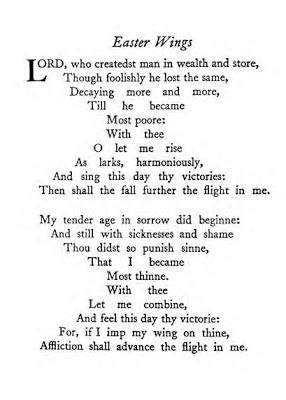 Easter Wings
LORD, who createdst man in wealth and store,
Though foolishly he lost the same,
Decaying more and more,
Till he became
Most poore:
With thee
O let me rise
As larks, harmoniously,
And sing this day thy victories:
Then shall the fall further the flight in me.
My tender age in sorrow did beginne:
And still with sicknesses and shame
Thou didst so punish sinne,
That I became
Most thinne.
With thee
Let me combine,
And feel this day thy victorie:
For, if I imp my wing on thine,
Affliction shall advance the flight in me.